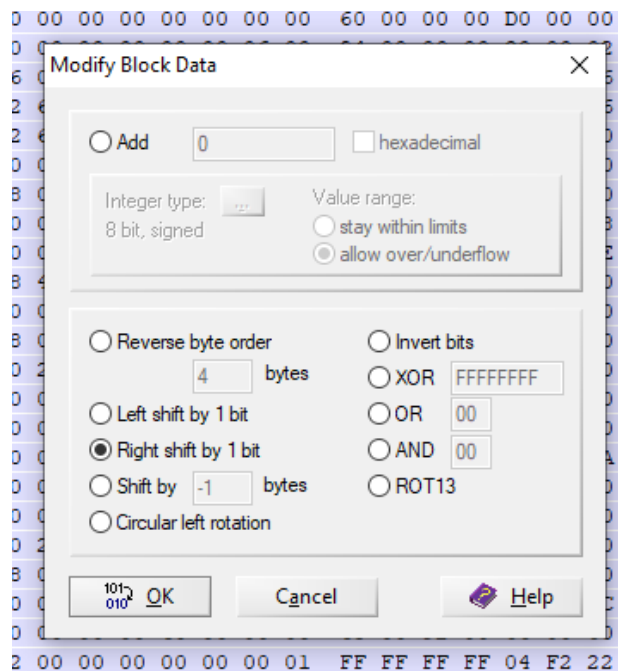 0 00 00 00 00 00 00 00 60 00 00 00 D0 00 00
Modify Block Data
Add 0 hexadecimal
Integer type: ... Value range:
8 bit, signed stay within limits
allow over/underflow
Reverse byte order Invert bits
4 bytes XOR FFFFFFFF
Left shift by 1 bit OR 00
Right shift by 1 bit AND 00
Shift by -1 bytes ROT13
Circular left rotation
OK Cancel Help
2 00 00 00 00 00 00 01 FF FF FF FF 04 F2 22